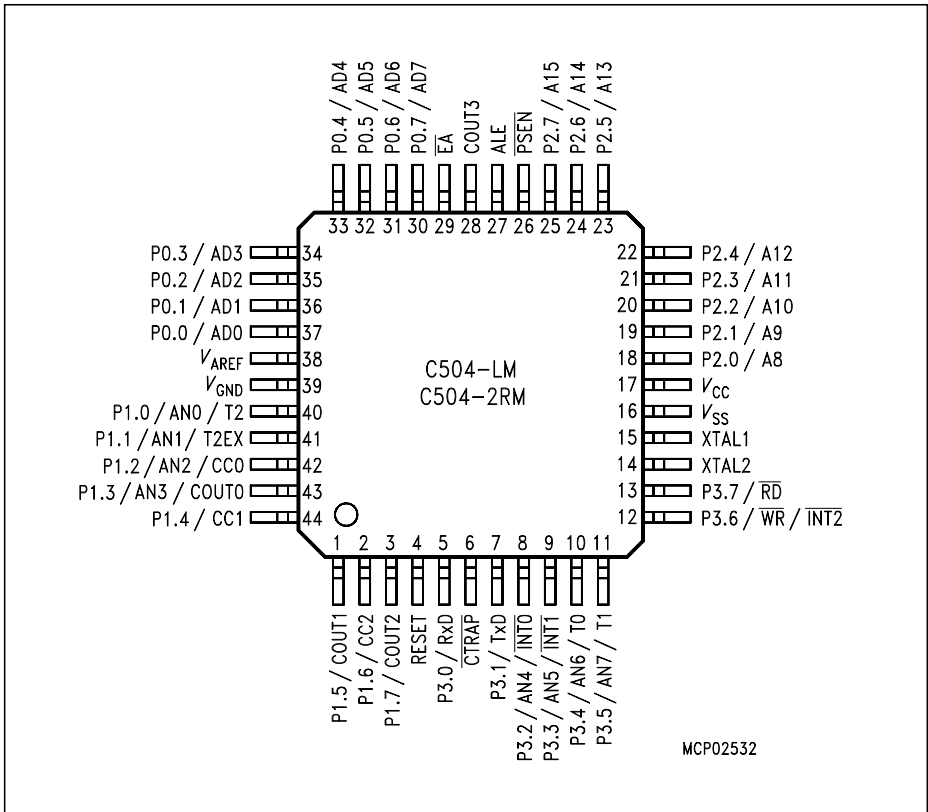 P0.4 / AD4
P0.5 / AD5
P0.6 / AD6
P0.7 / AD7
E̅A̅
COUT3
ALE
P̅S̅E̅N̅
P2.7 / A15
P2.6 / A14
P2.5 / A13
33 32 31 30 29 28 27 26 25 24 23
P0.3 / AD3 34
P0.2 / AD2 35
P0.1 / AD1 36
P0.0 / AD0 37
VAREF 38
VGND 39
P1.0 / AN0 / T2 40
P1.1 / AN1 / T2EX 41
P1.2 / AN2 / CC0 42
P1.3 / AN3 / COUT0 43
P1.4 / CC1 44
C504-LM
C504-2RM
22 P2.4 / A12
21 P2.3 / A11
20 P2.2 / A10
19 P2.1 / A9
18 P2.0 / A8
17 VCC
16 VSS
15 XTAL1
14 XTAL2
13 P3.7 / R̅D̅
12 P3.6 / W̅R̅ / I̅N̅T̅2̅
1 2 3 4 5 6 7 8 9 10 11
P1.5 / COUT1
P1.6 / CC2
P1.7 / COUT2
RESET
P3.0 / RxD
C̅T̅R̅A̅P̅
P3.1 / TxD
P3.2 / AN4 / I̅N̅T̅0̅
P3.3 / AN5 / I̅N̅T̅1̅
P3.4 / AN6 / T0
P3.5 / AN7 / T1
MCP02532